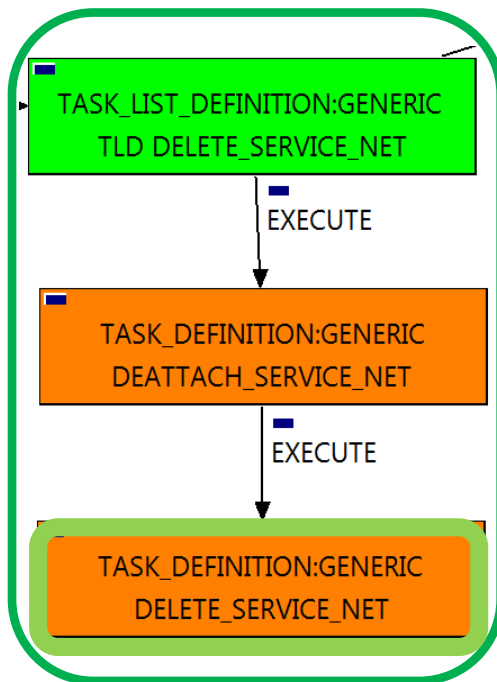 TASK_LIST_DEFINITION:GENERIC
TLD DELETE_SERVICE_NET
EXECUTE
TASK_DEFINITION:GENERIC
DEATTACH_SERVICE_NET
EXECUTE
TASK_DEFINITION:GENERIC
DELETE_SERVICE_NET